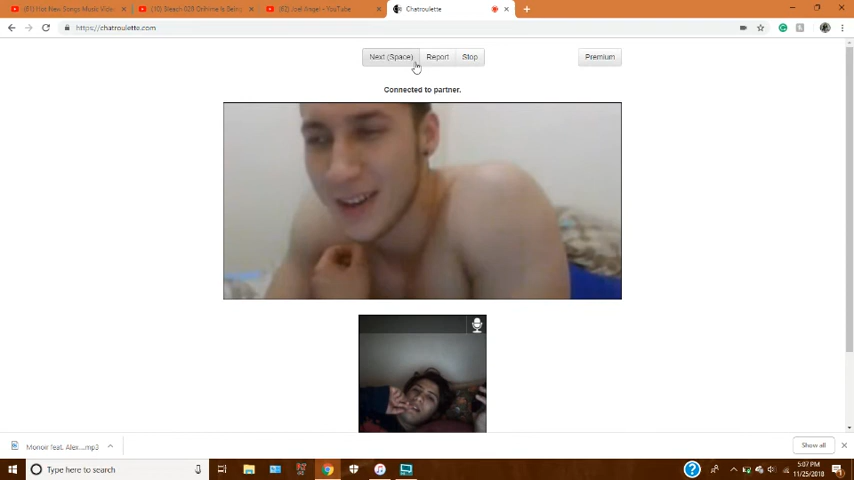 (81) Hot New Songs Music Video
(10) Bleach 028 Orihime Is Being
(82) Joel Angel - YouTube
Chatroulette
https://chatroulette.com
Next (Space)
Report
Stop
Premium
Connected to partner.
Monoir feat. Alex....mp3
Show all
Type here to search
5:07 PM
11/25/2018